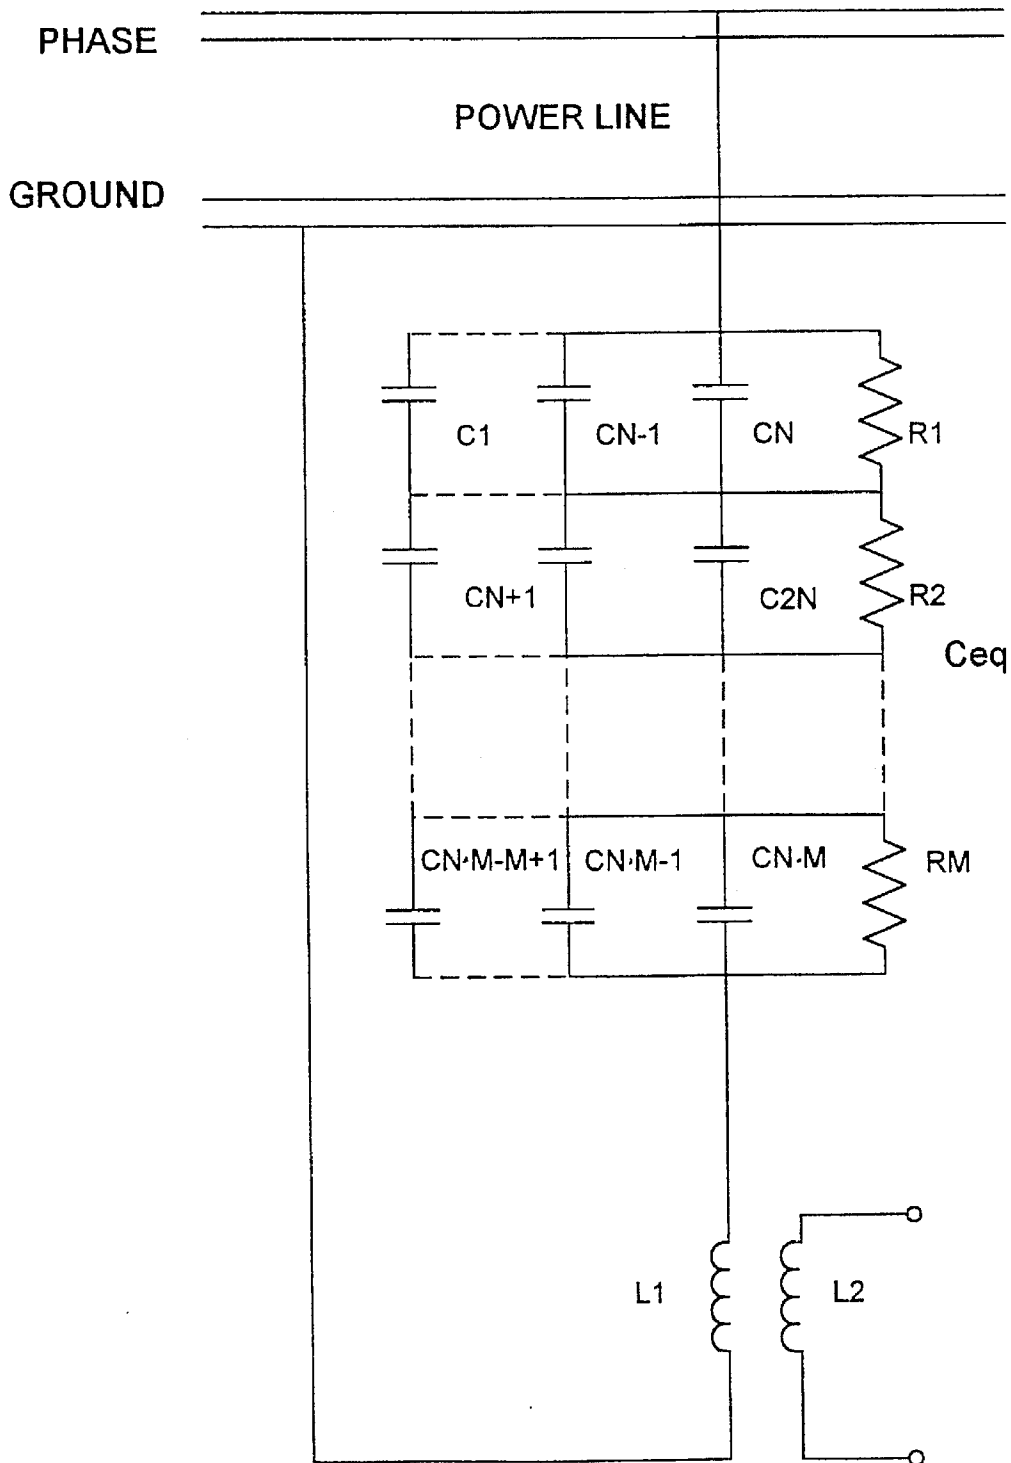 PHASE
POWER LINE
GROUND
C1 CN-1 CN R1
CN+1 C2N R2
Ceq
CN·M-M+1 CN·M-1 CN·M RM
L1 L2